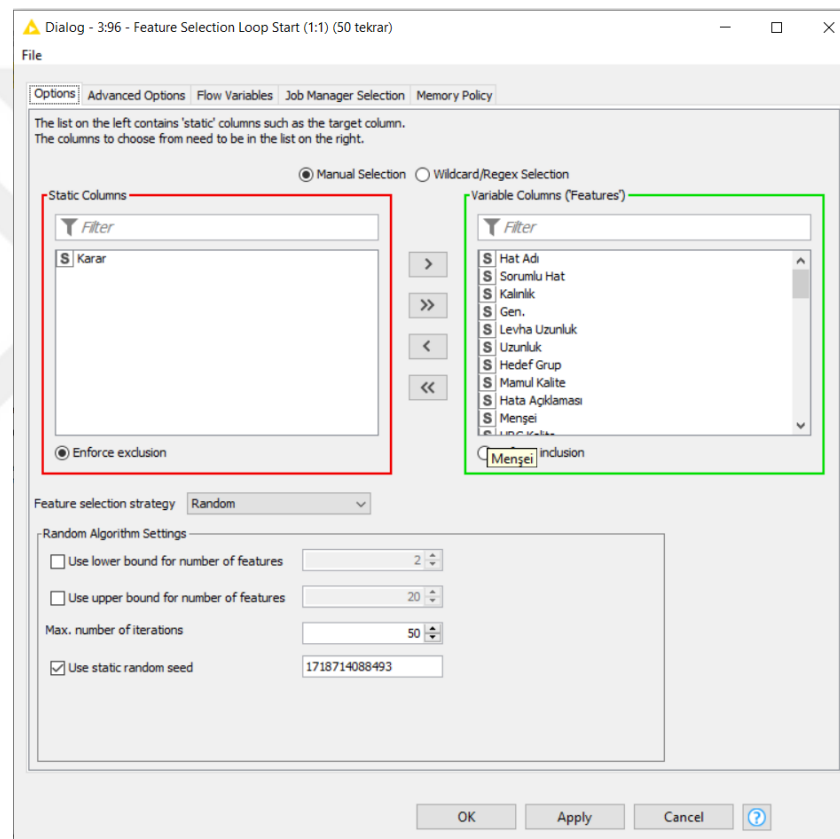 Dialog - 3:96 - Feature Selection Loop Start (1:1) (50 tekrar)
File
Options Advanced Options Flow Variables Job Manager Selection Memory Policy
The list on the left contains 'static' columns such as the target column.
The columns to choose from need to be in the list on the right.
Manual Selection Wildcard/Regex Selection
Static Columns Variable Columns ('Features')
Filter Filter
S Karar
S Hat Adı
S Sorumlu Hat
S Kalınlık
S Gen.
S Levha Uzunluk
S Uzunluk
S Hedef Grup
S Mamul Kalite
S Hata Açıklaması
S Menşei
Enforce exclusion inclusion
Menşei
Feature selection strategy Random
Random Algorithm Settings
Use lower bound for number of features 2
Use upper bound for number of features 20
Max. number of iterations 50
Use static random seed 1718714088493
OK Apply Cancel ?